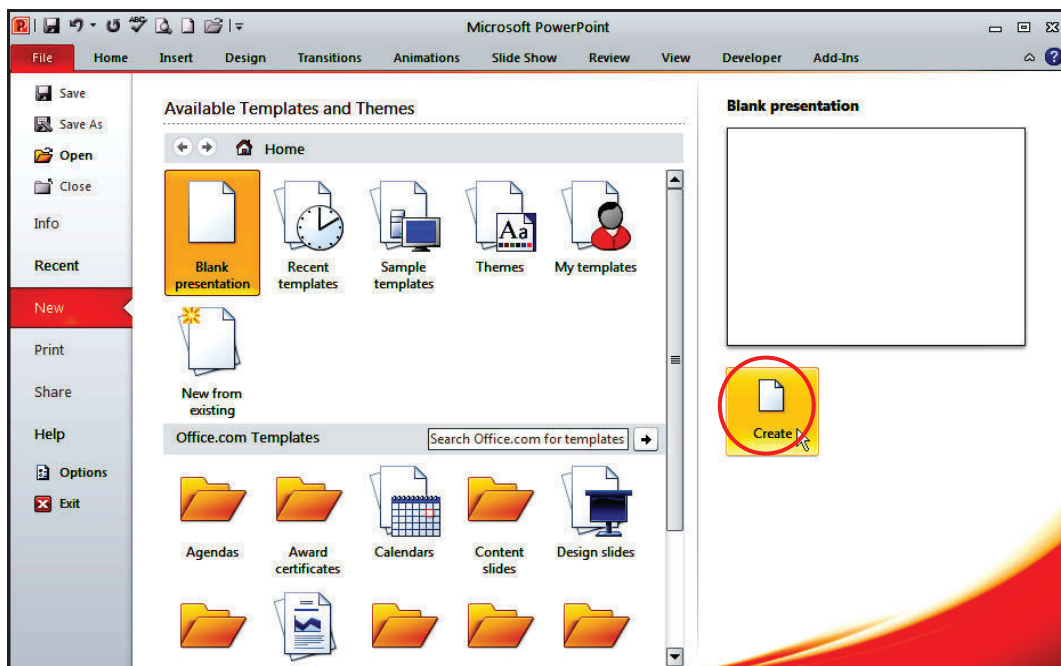 Microsoft PowerPoint
File Home Insert Design Transitions Animations Slide Show Review View Developer Add-Ins
Save
Save As
Open
Close
Info
Recent
New
Print
Share
Help
Options
Exit
Available Templates and Themes
Home
Blank
presentation
Recent
templates
Sample
templates
Aa
Themes
My templates
New from
existing
Office.com Templates
Search Office.com for templates
Agendas
Award
certificates
Calendars
Content
slides
Design slides
Blank presentation
Create